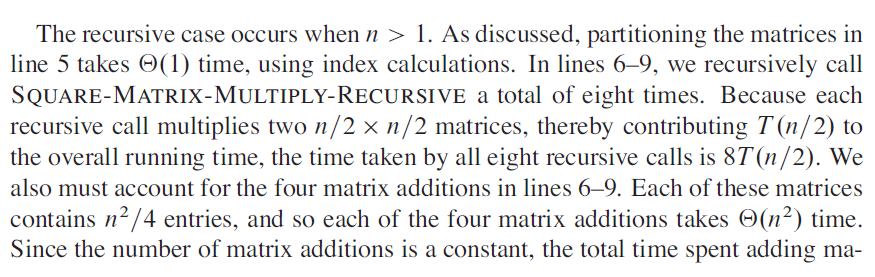 The recursive case occurs when n > 1. As discussed, partitioning the matrices in
line 5 takes Θ(1) time, using index calculations. In lines 6–9, we recursively call
SQUARE-MATRIX-MULTIPLY-RECURSIVE a total of eight times. Because each
recursive call multiplies two n/2 × n/2 matrices, thereby contributing T(n/2) to
the overall running time, the time taken by all eight recursive calls is 8T(n/2). We
also must account for the four matrix additions in lines 6–9. Each of these matrices
contains n²/4 entries, and so each of the four matrix additions takes Θ(n²) time.
Since the number of matrix additions is a constant, the total time spent adding ma-